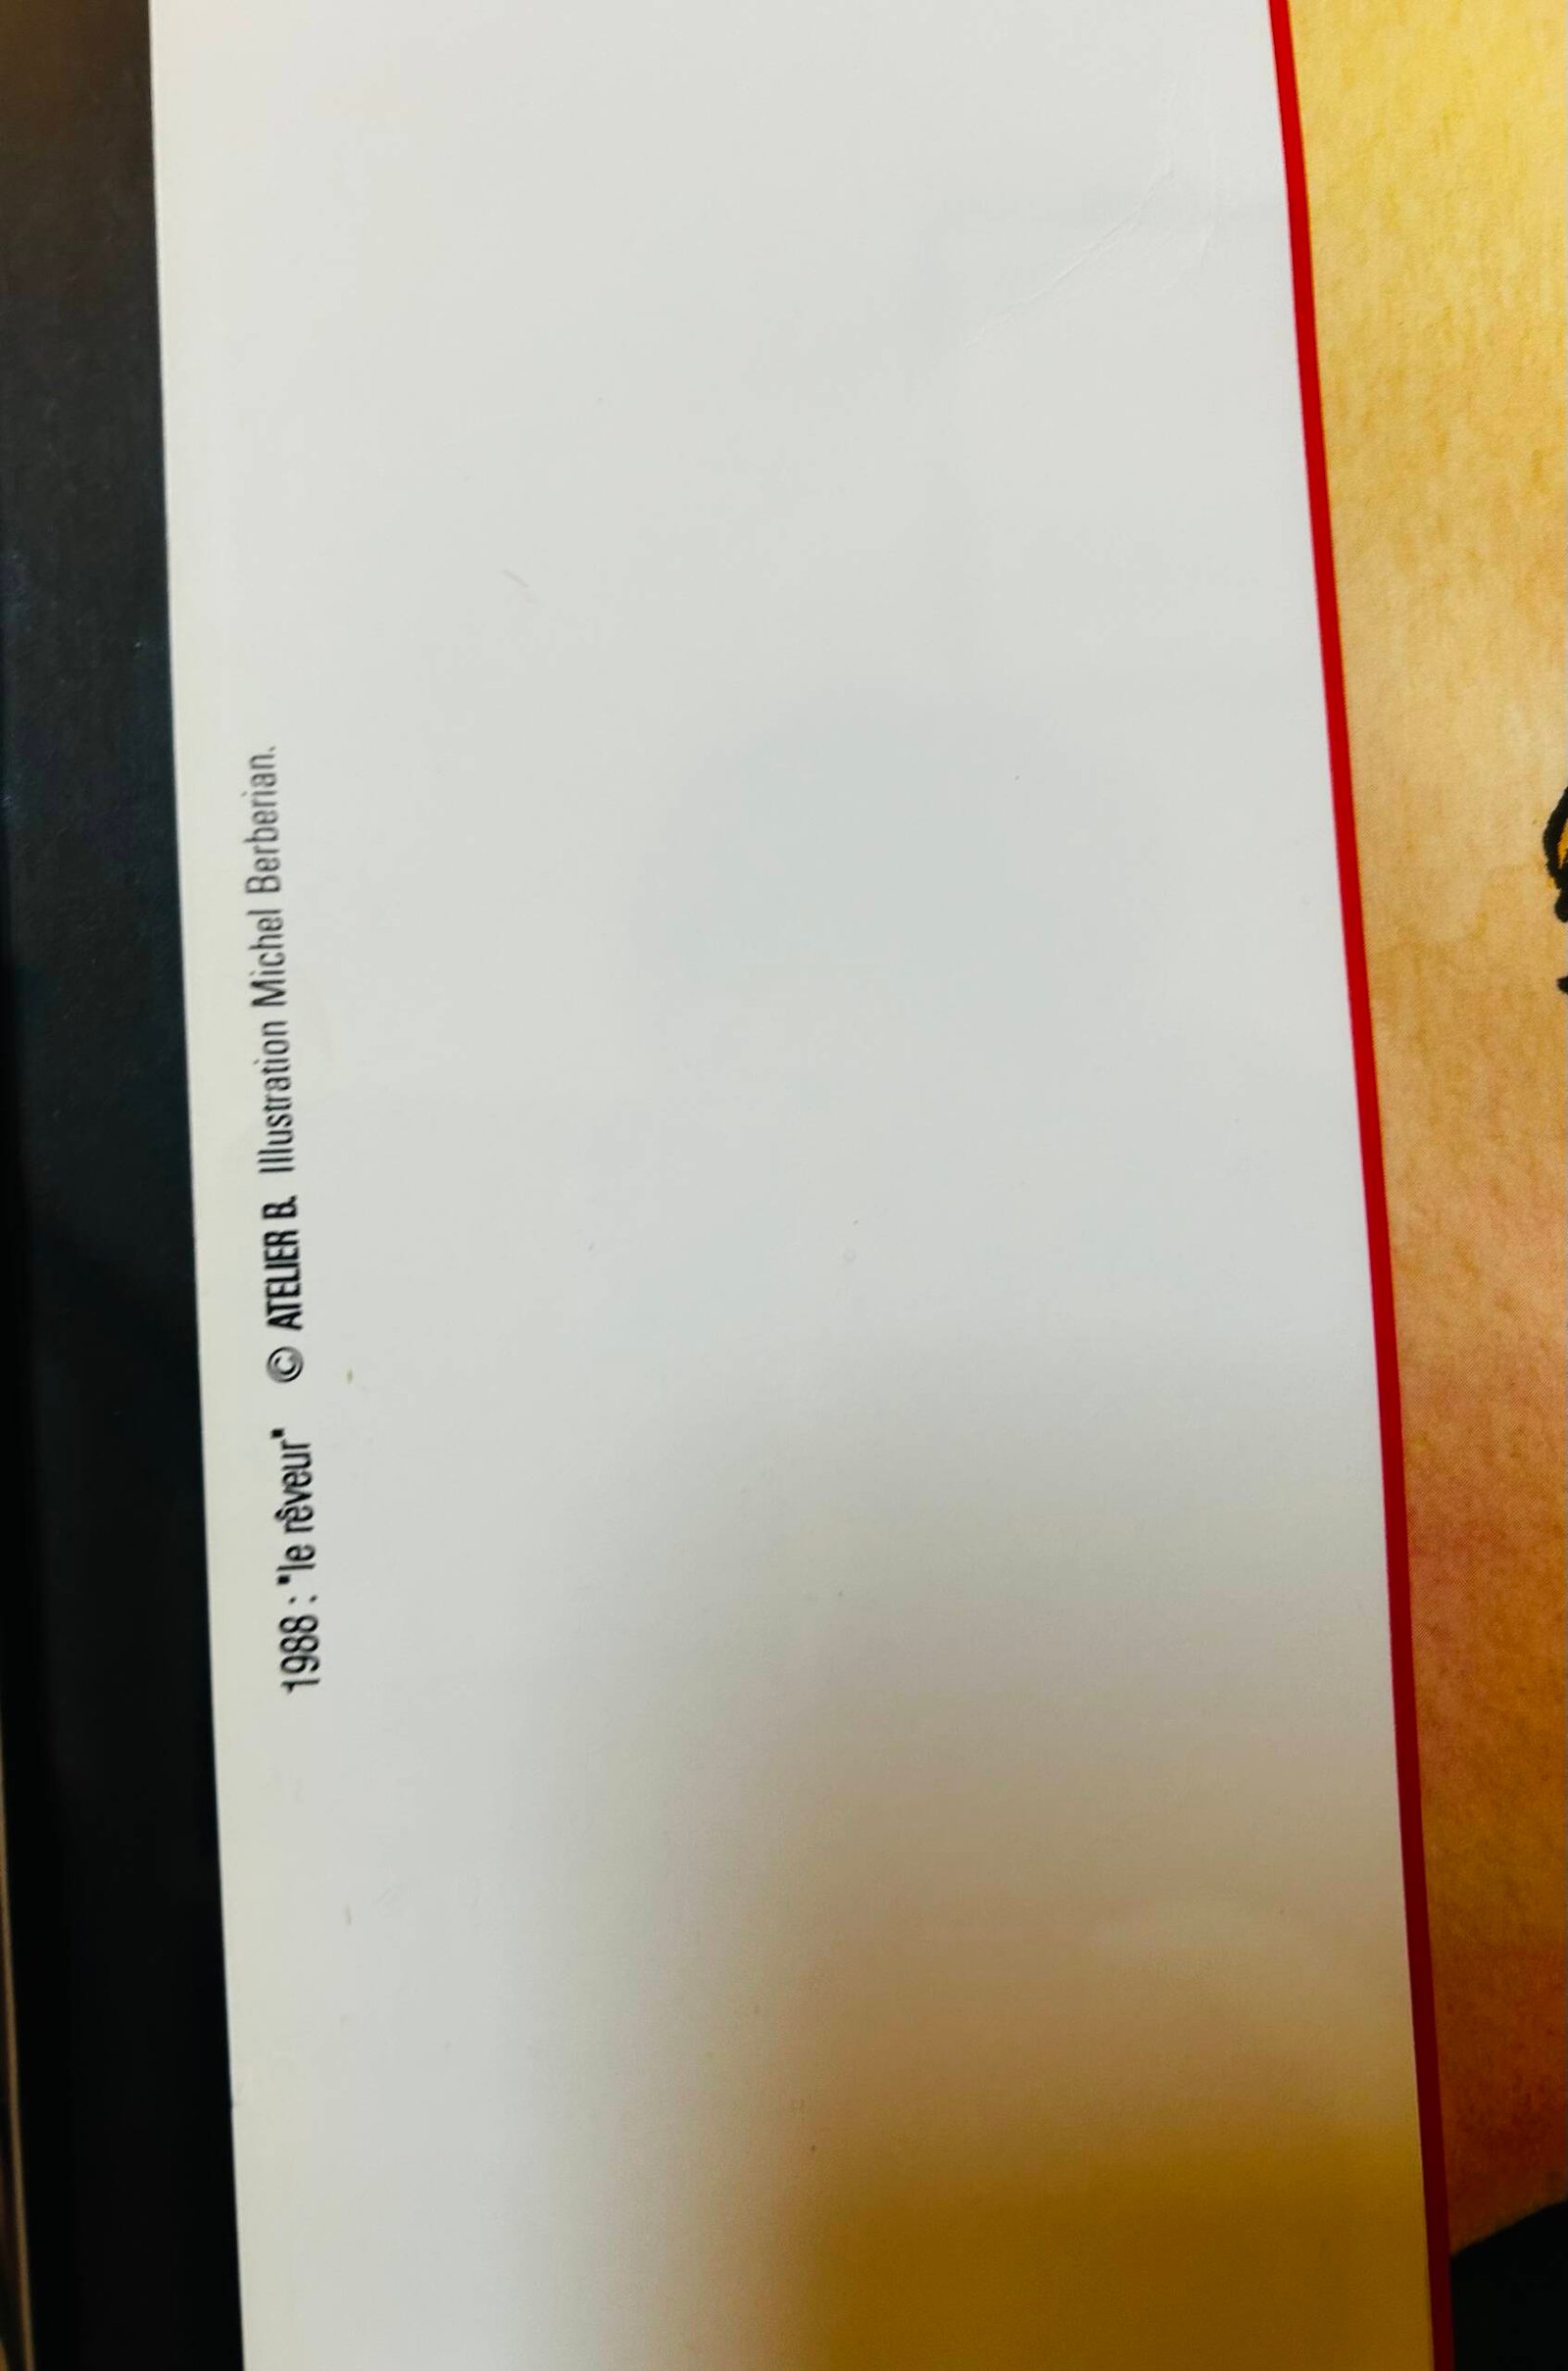 1988 : "le rêveur" © ATELIER B. Illustration Michel Berberian.